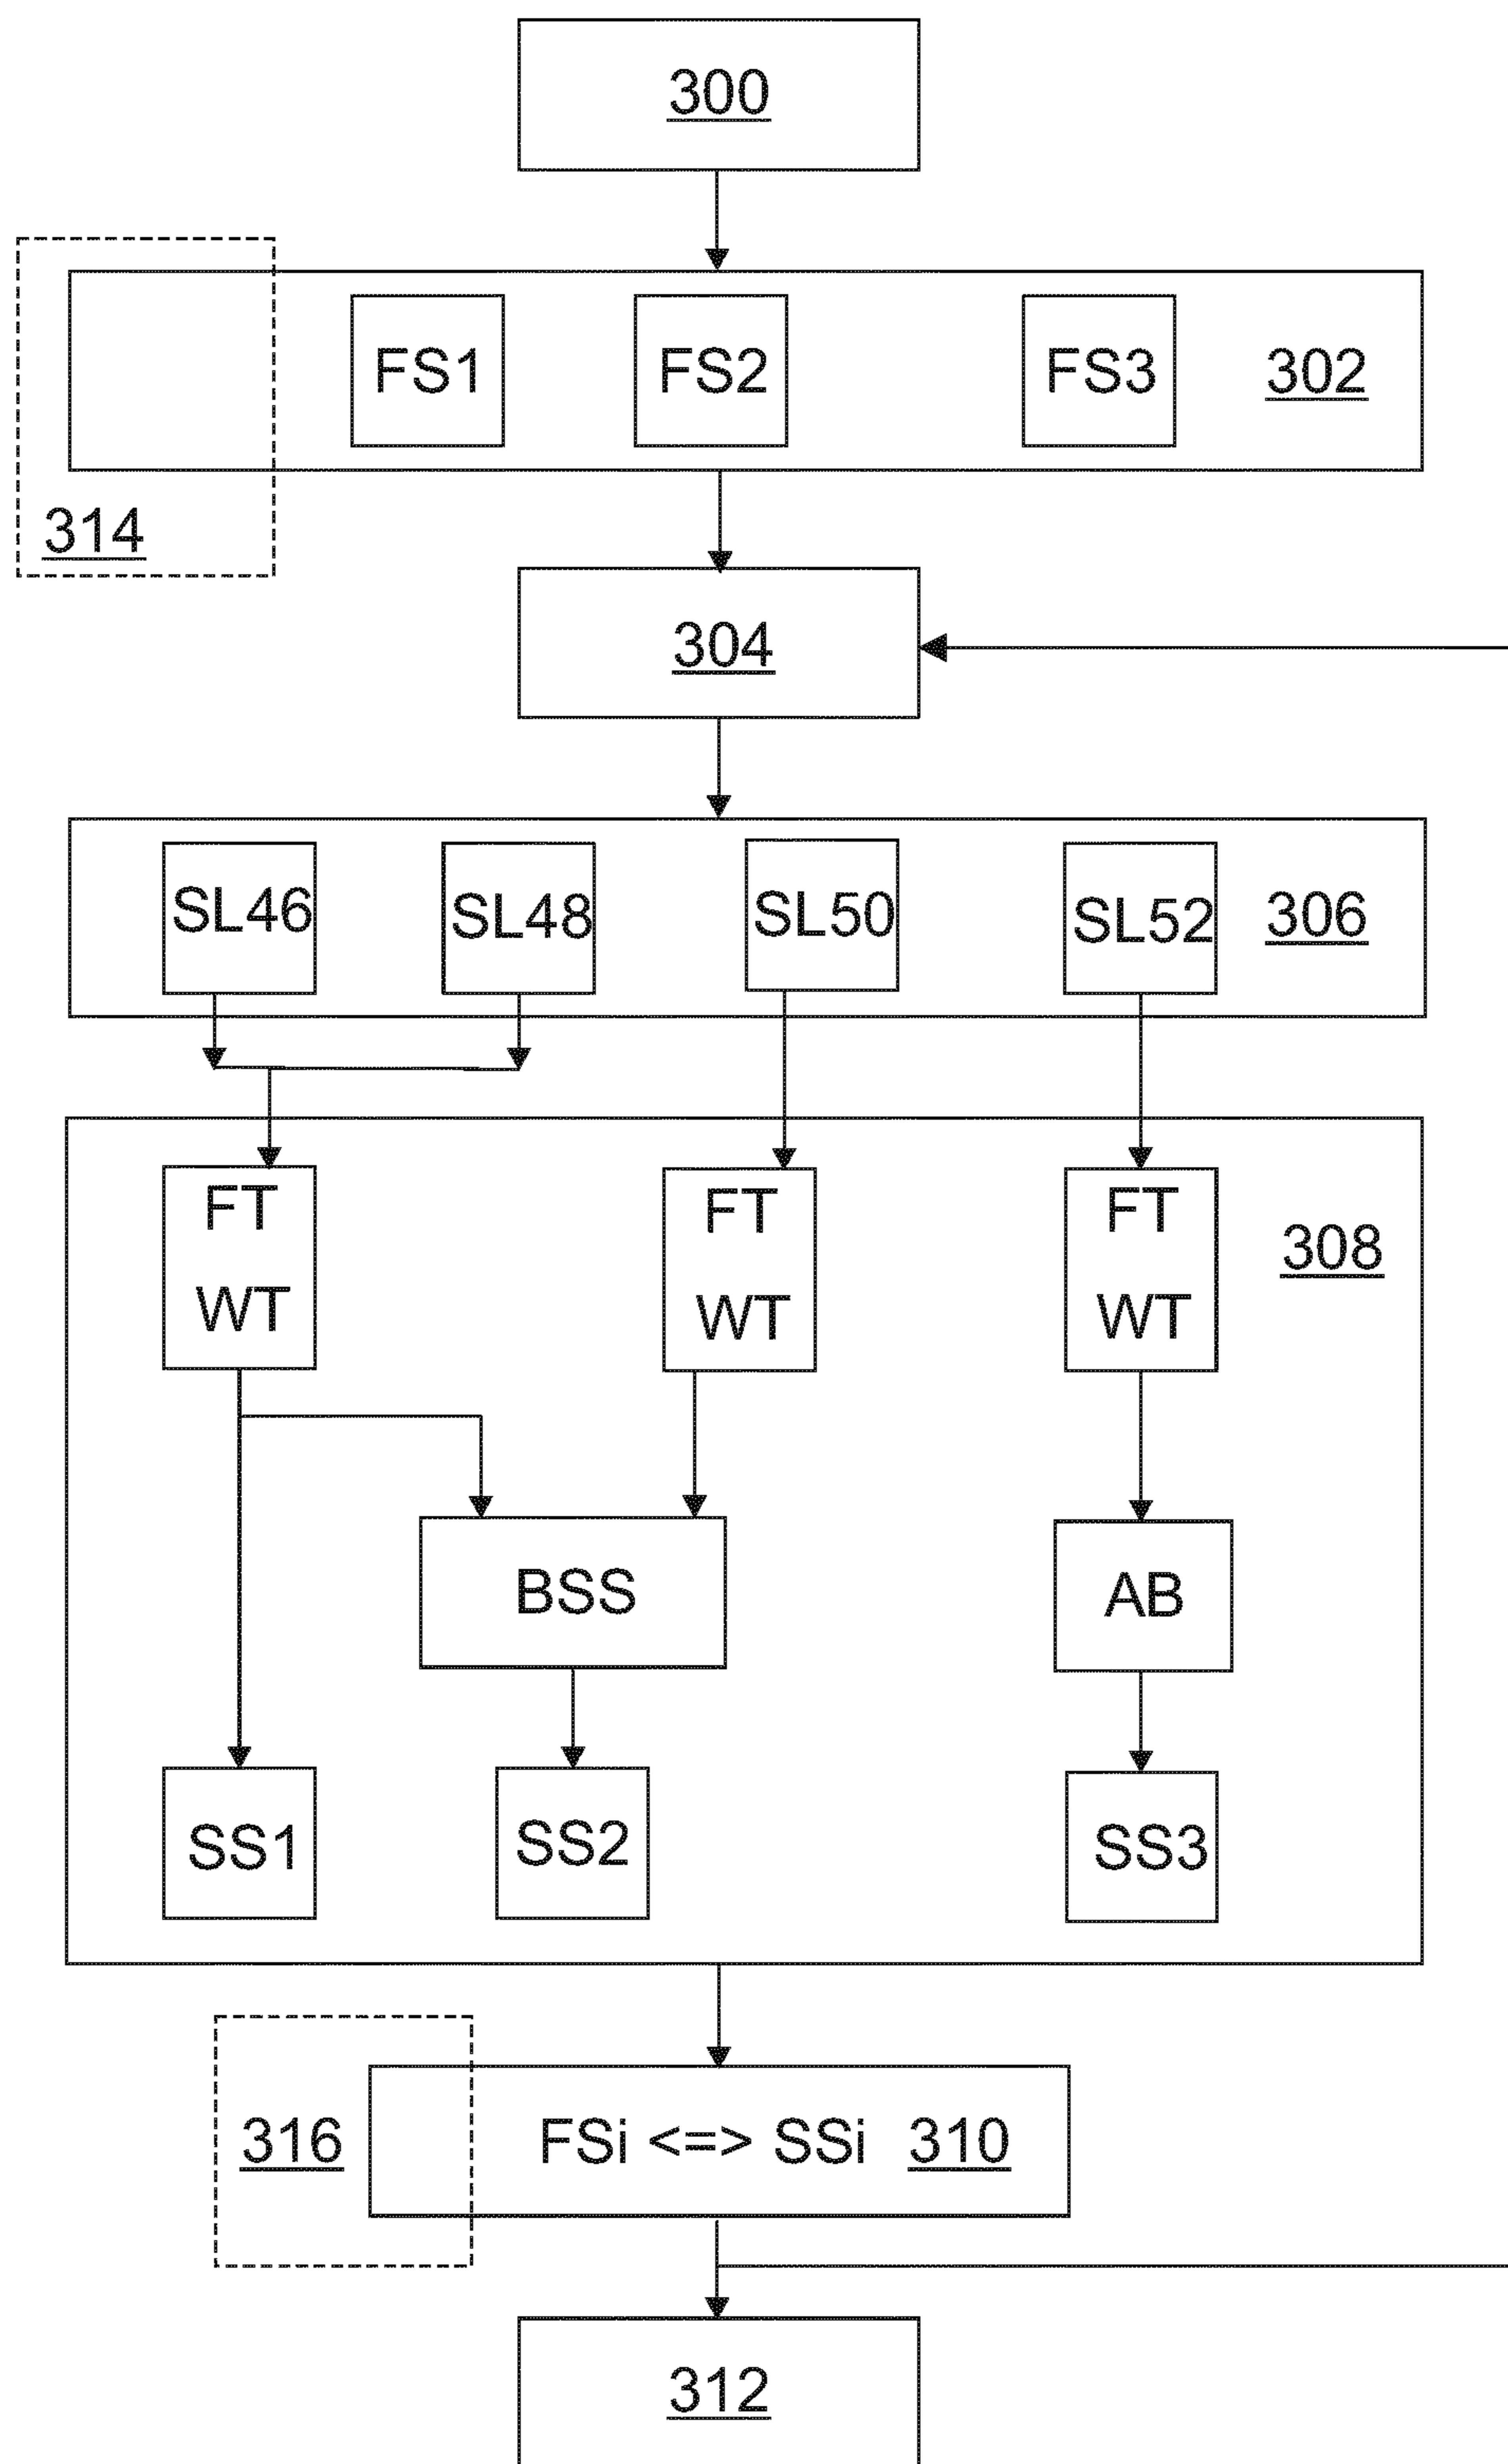 300
FS1 FS2 FS3 302
314
304
SL46 SL48 SL50 SL52 306
FT FT FT
308
WT WT WT
BSS AB
SS1 SS2 SS3
316 FSi <=> SSi 310
312